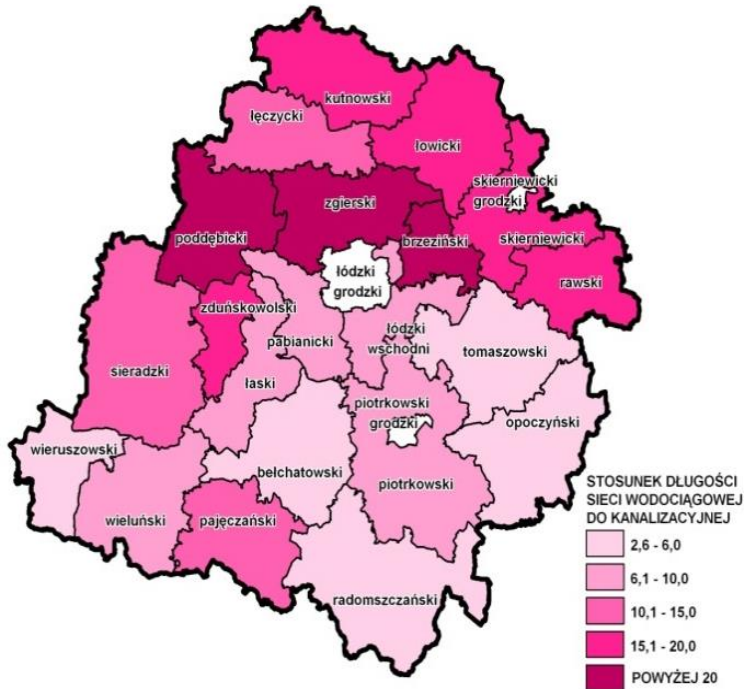 kutnowski
łęczycki
łowicki
skierniewicki
grodzki
zgierski
poddębicki
brzeziński
skierniewicki
łódzki
grodzki
rawski
zduńskowolski
łódzki
wschodni
pabianicki
tomaszowski
sieradzki
łaski
piotrkowski
grodzki
opoczyński
wieruszowski
bełchatowski
piotrkowski
wieluński
pajęczański
radomszczański
STOSUNEK DŁUGOŚCI
SIECI WODOCIĄGOWEJ
DO KANALIZACYJNEJ
2,6 - 6,0
6,1 - 10,0
10,1 - 15,0
15,1 - 20,0
POWYŻEJ 20